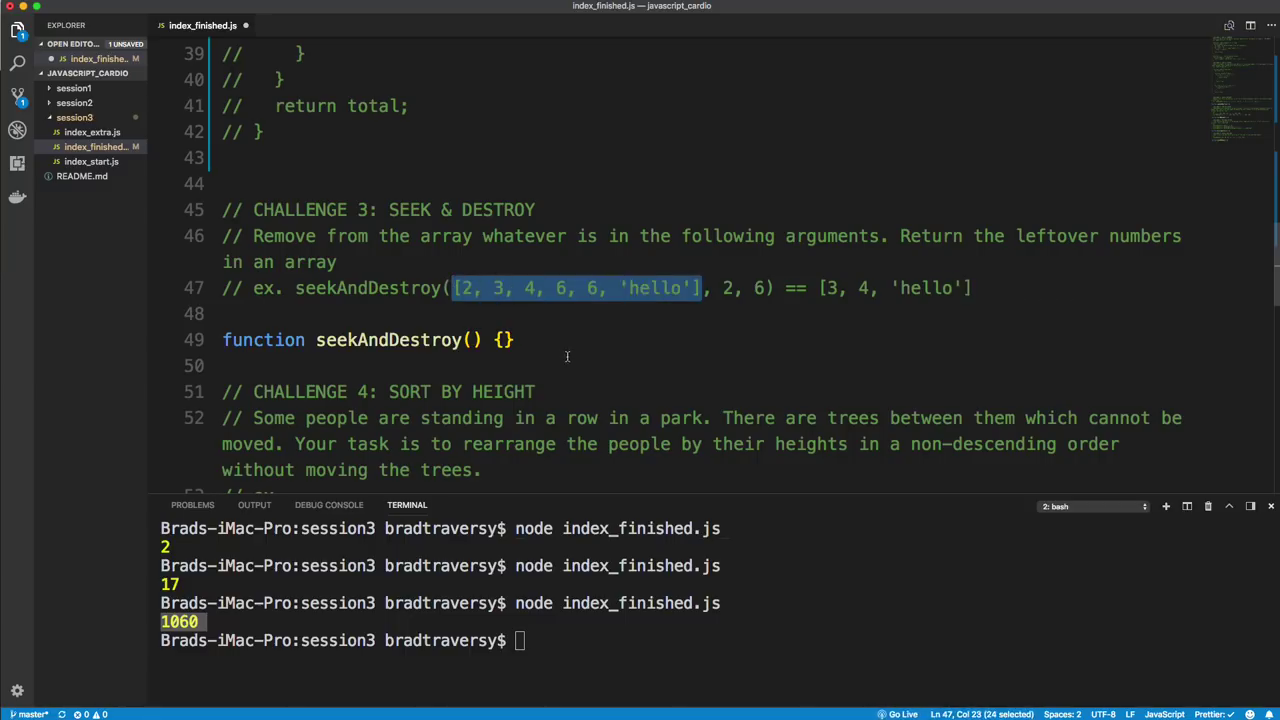 index_finished.js — javascript_cardio
EXPLORER
index_finished.js
OPEN EDITO... 1 UNSAVED
index_finishe... M
JAVASCRIPT_CARDIO
session1
session2
session3
index_extra.js
index_finished... M
index_start.js
README.md
1
1
39 // }
40 // }
41 // return total;
42 // }
43
44
45 // CHALLENGE 3: SEEK & DESTROY
46 // Remove from the array whatever is in the following arguments. Return the leftover numbers
in an array
47 // ex. seekAndDestroy([2, 3, 4, 6, 6, 'hello'], 2, 6) == [3, 4, 'hello']
48
49 function seekAndDestroy() {}
50
51 // CHALLENGE 4: SORT BY HEIGHT
52 // Some people are standing in a row in a park. There are trees between them which cannot be
moved. Your task is to rearrange the people by their heights in a non-descending order
without moving the trees.
PROBLEMS OUTPUT DEBUG CONSOLE TERMINAL 2: bash
Brads-iMac-Pro:session3 bradtraversy$ node index_finished.js
2
Brads-iMac-Pro:session3 bradtraversy$ node index_finished.js
17
Brads-iMac-Pro:session3 bradtraversy$ node index_finished.js
1060
Brads-iMac-Pro:session3 bradtraversy$
master* 0 0 Go Live Ln 47, Col 23 (24 selected) Spaces: 2 UTF-8 LF JavaScript Prettier: ✓